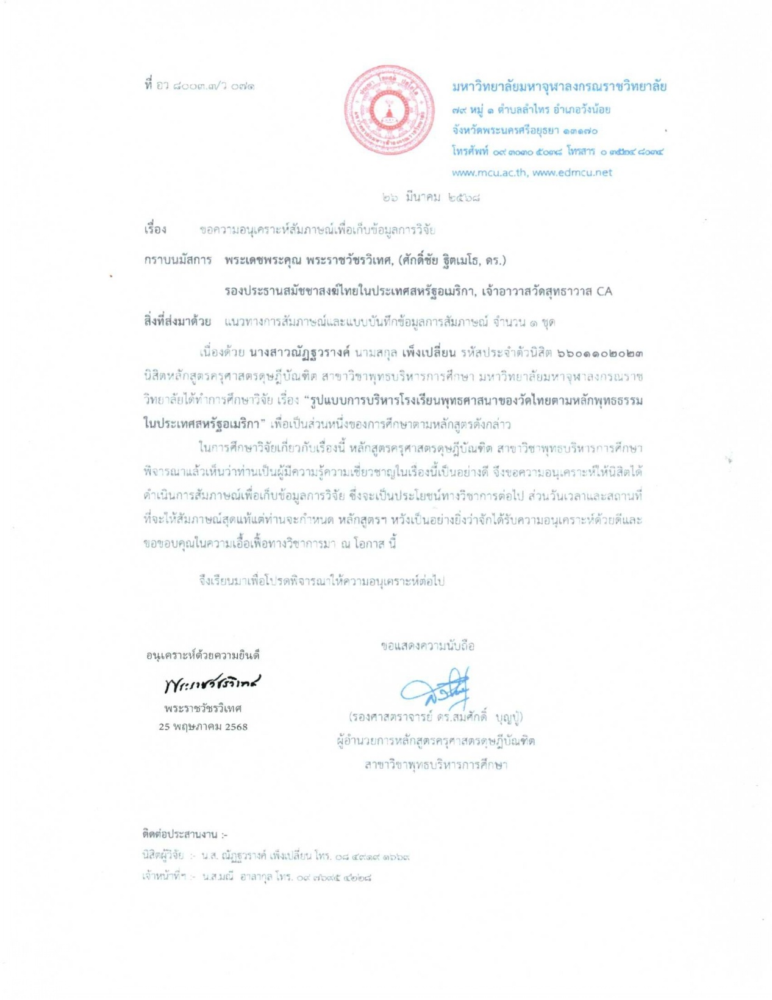 ที่ อว ๘๐๐๓.๓/ว ๐๗๑
มหาวิทยาลัยมหาจุฬาลงกรณราชวิทยาลัย
๗๙ หมู่ ๑ ตำบลลำไทร อำเภอวังน้อย
จังหวัดพระนครศรีอยุธยา ๑๓๑๗๐
โทรศัพท์ ๐๙ ๓๐๓๐ ๕๐๓๘ โทรสาร ๐ ๓๕๒๔ ๘๐๓๔
www.mcu.ac.th, www.edmcu.net
๒๖ มีนาคม ๒๕๖๘
เรื่อง ขอความอนุเคราะห์สัมภาษณ์เพื่อเก็บข้อมูลการวิจัย
กราบนมัสการ พระเดชพระคุณ พระราชวัชรวิเทศ, (ศักดิ์ชัย ฐิตเมโธ, ดร.)
รองประธานสมัชชาสงฆ์ไทยในประเทศสหรัฐอเมริกา, เจ้าอาวาสวัดสุทธาวาส CA
สิ่งที่ส่งมาด้วย แนวทางการสัมภาษณ์และแบบบันทึกข้อมูลการสัมภาษณ์ จำนวน ๑ ชุด
เนื่องด้วย นางสาวณัฏฐวรางค์ นามสกุล เพ็งเปลี่ยน รหัสประจำตัวนิสิต ๖๖๐๑๑๐๒๐๒๓
นิสิตหลักสูตรครุศาสตรดุษฎีบัณฑิต สาขาวิชาพุทธบริหารการศึกษา มหาวิทยาลัยมหาจุฬาลงกรณราช
วิทยาลัยได้ทำการศึกษาวิจัย เรื่อง “รูปแบบการบริหารโรงเรียนพุทธศาสนาของวัดไทยตามหลักพุทธธรรม
ในประเทศสหรัฐอเมริกา” เพื่อเป็นส่วนหนึ่งของการศึกษาตามหลักสูตรดังกล่าว
ในการศึกษาวิจัยเกี่ยวกับเรื่องนี้ หลักสูตรครุศาสตรดุษฎีบัณฑิต สาขาวิชาพุทธบริหารการศึกษา
พิจารณาแล้วเห็นว่าท่านเป็นผู้มีความรู้ความเชี่ยวชาญในเรื่องนี้เป็นอย่างดี จึงขอความอนุเคราะห์ให้นิสิตได้
ดำเนินการสัมภาษณ์เพื่อเก็บข้อมูลการวิจัย ซึ่งจะเป็นประโยชน์ทางวิชาการต่อไป ส่วนวันเวลาและสถานที่
ที่จะให้สัมภาษณ์สุดแท้แต่ท่านจะกำหนด หลักสูตรฯ หวังเป็นอย่างยิ่งว่าจักได้รับความอนุเคราะห์ด้วยดีและ
ขอขอบคุณในความเอื้อเฟื้อทางวิชาการมา ณ โอกาส นี้
จึงเรียนมาเพื่อโปรดพิจารณาให้ความอนุเคราะห์ต่อไป
ขอแสดงความนับถือ
อนุเคราะห์ด้วยความยินดี
พระราชวัชรวิเทศ
พระราชวัชรวิเทศ
25 พฤษภาคม 2568
(รองศาสตราจารย์ ดร.สมศักดิ์ บุญปู่)
ผู้อำนวยการหลักสูตรครุศาสตรดุษฎีบัณฑิต
สาขาวิชาพุทธบริหารการศึกษา
ติดต่อประสานงาน :-
นิสิตผู้วิจัย :- น.ส. ณัฏฐวรางค์ เพ็งเปลี่ยน โทร. ๐๘ ๔๙๑๙ ๑๖๖๙
เจ้าหน้าที่ฯ :- น.ส.มณี อาลากุล โทร. ๐๙ ๗๖๙๕ ๔๒๒๘